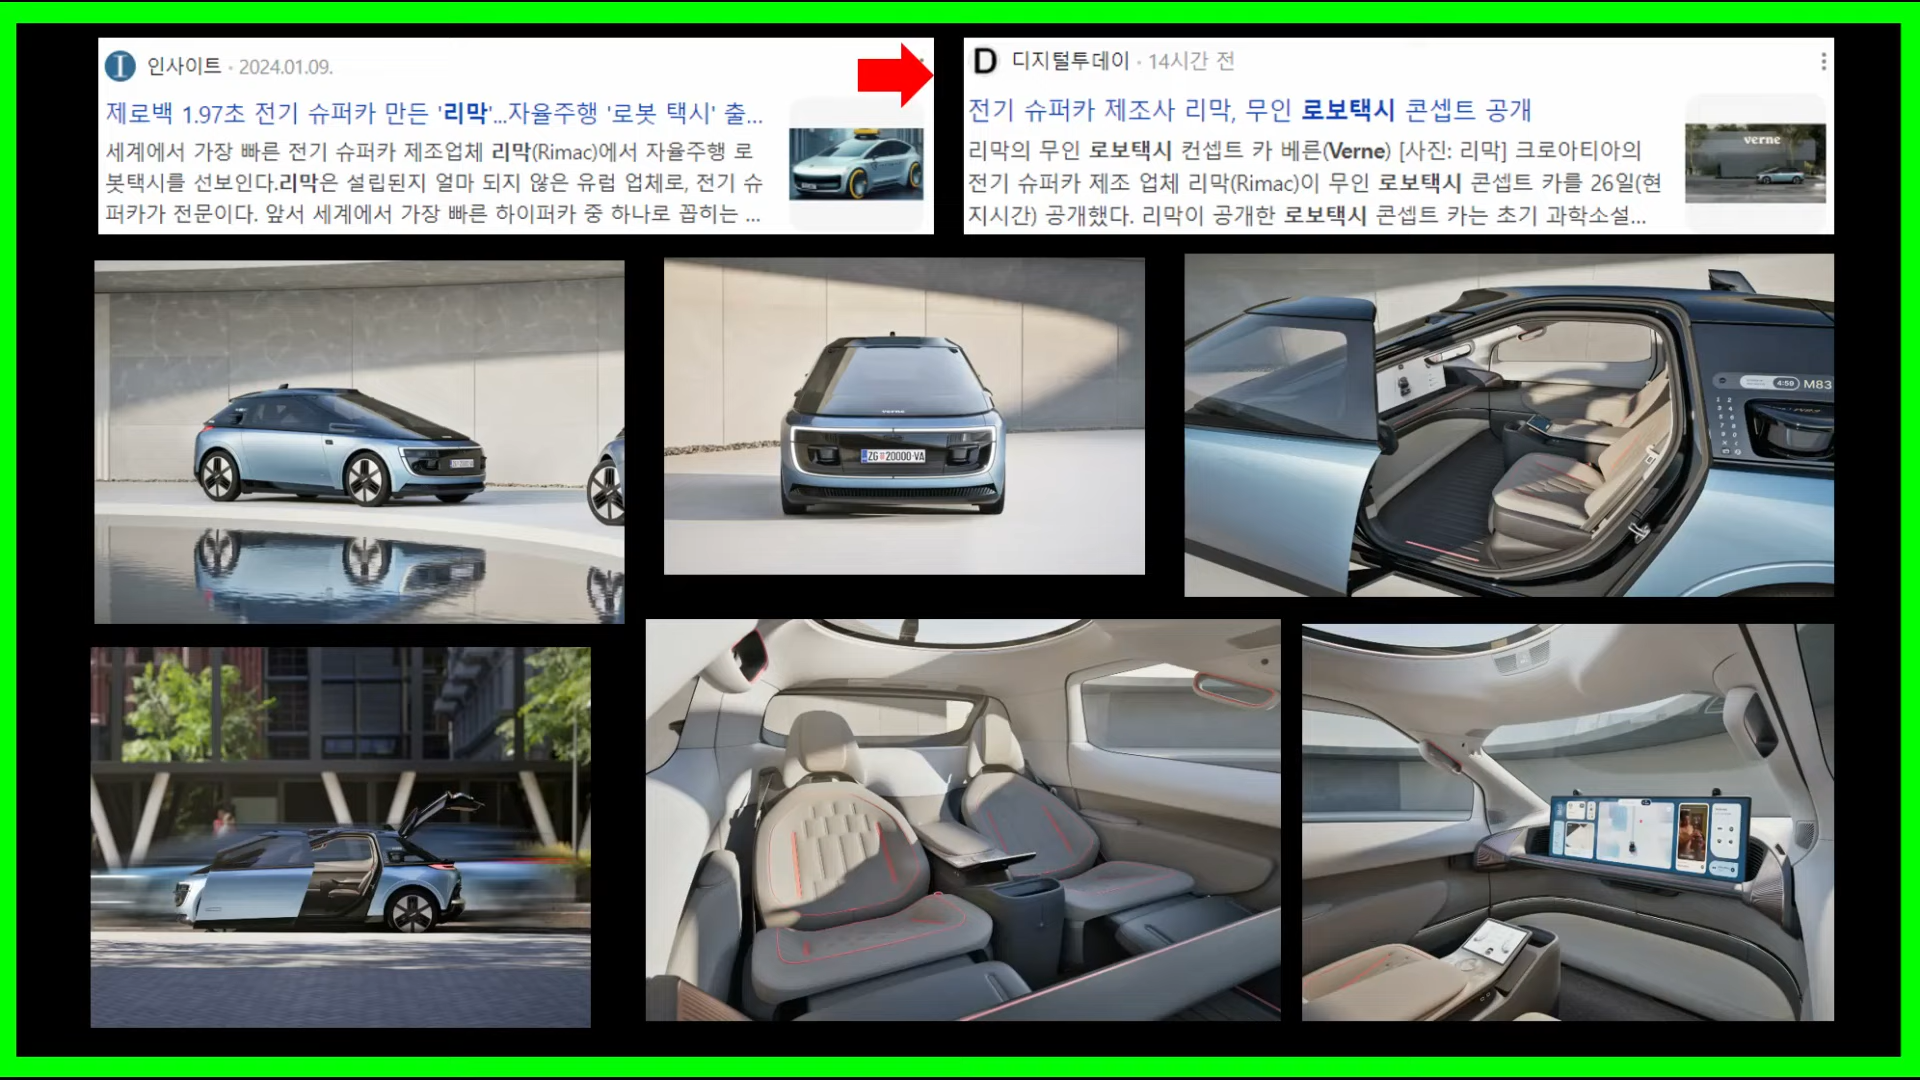 인사이트 · 2024.01.09.
제로백 1.97초 전기 슈퍼카 만든 '리막'...자율주행 '로봇 택시' 출...
세계에서 가장 빠른 전기 슈퍼카 제조업체 리막(Rimac)에서 자율주행 로
봇택시를 선보인다.리막은 설립된지 얼마 되지 않은 유럽 업체로, 전기 슈
퍼카가 전문이다. 앞서 세계에서 가장 빠른 하이퍼카 중 하나로 꼽히는 ...
D 디지털투데이 · 14시간 전
전기 슈퍼카 제조사 리막, 무인 로보택시 콘셉트 공개
리막의 무인 로보택시 컨셉트 카 베른(Verne) [사진: 리막] 크로아티아의
전기 슈퍼카 제조 업체 리막(Rimac)이 무인 로보택시 콘셉트 카를 26일(현
지시간) 공개했다. 리막이 공개한 로보택시 콘셉트 카는 초기 과학소설...
verne
verne
ZG 20000-VA
4:59 M83